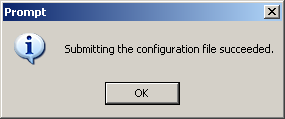 Prompt
Submitting the configuration file succeeded.
OK